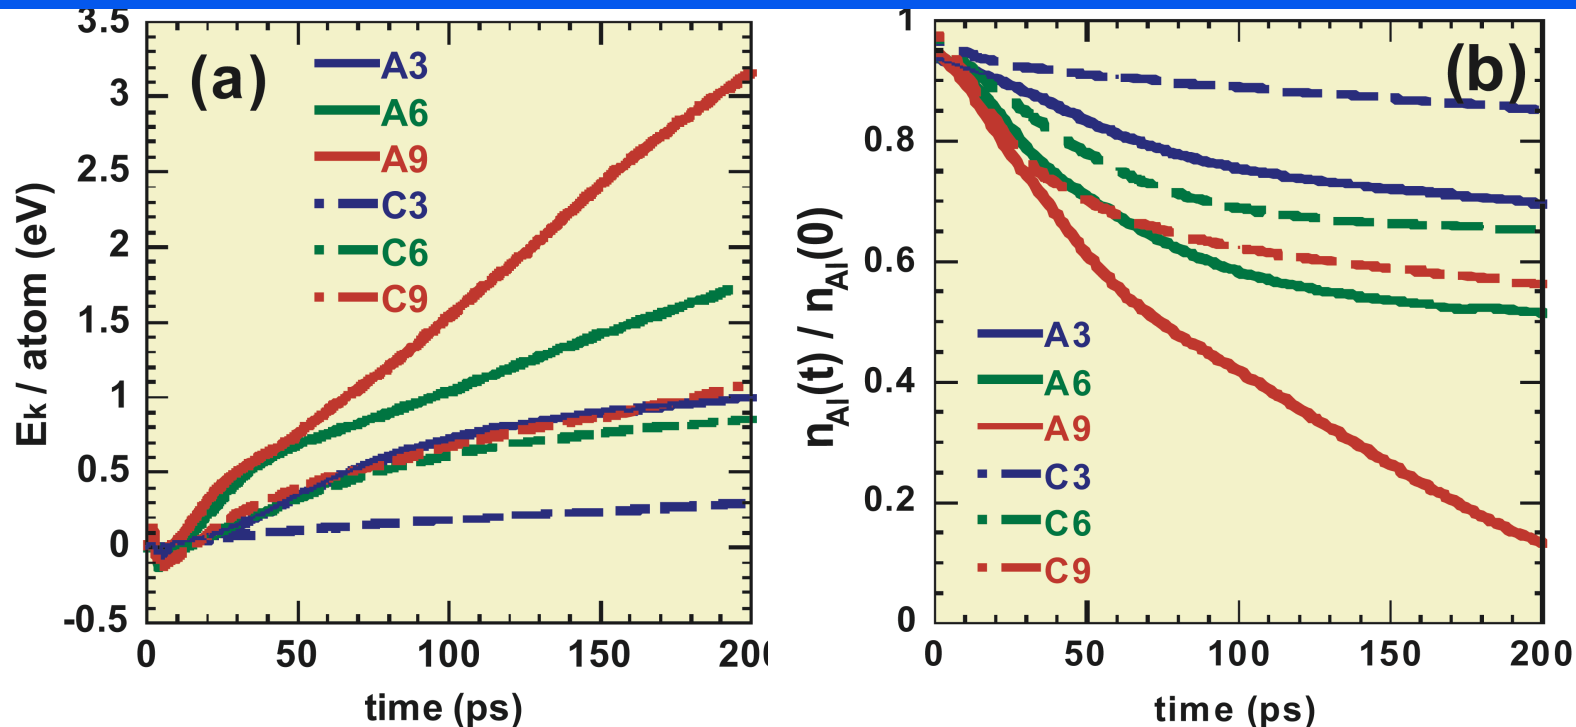 (a)
A3
A6
A9
C3
C6
C9
3.5
3
2.5
2
1.5
1
0.5
0
-0.5
Ek / atom (eV)
0 50 100 150 200
time (ps)
(b)
1
0.8
0.6
0.4
0.2
0
nAl(t) / nAl(0)
A3
A6
A9
C3
C6
C9
0 50 100 150 200
time (ps)